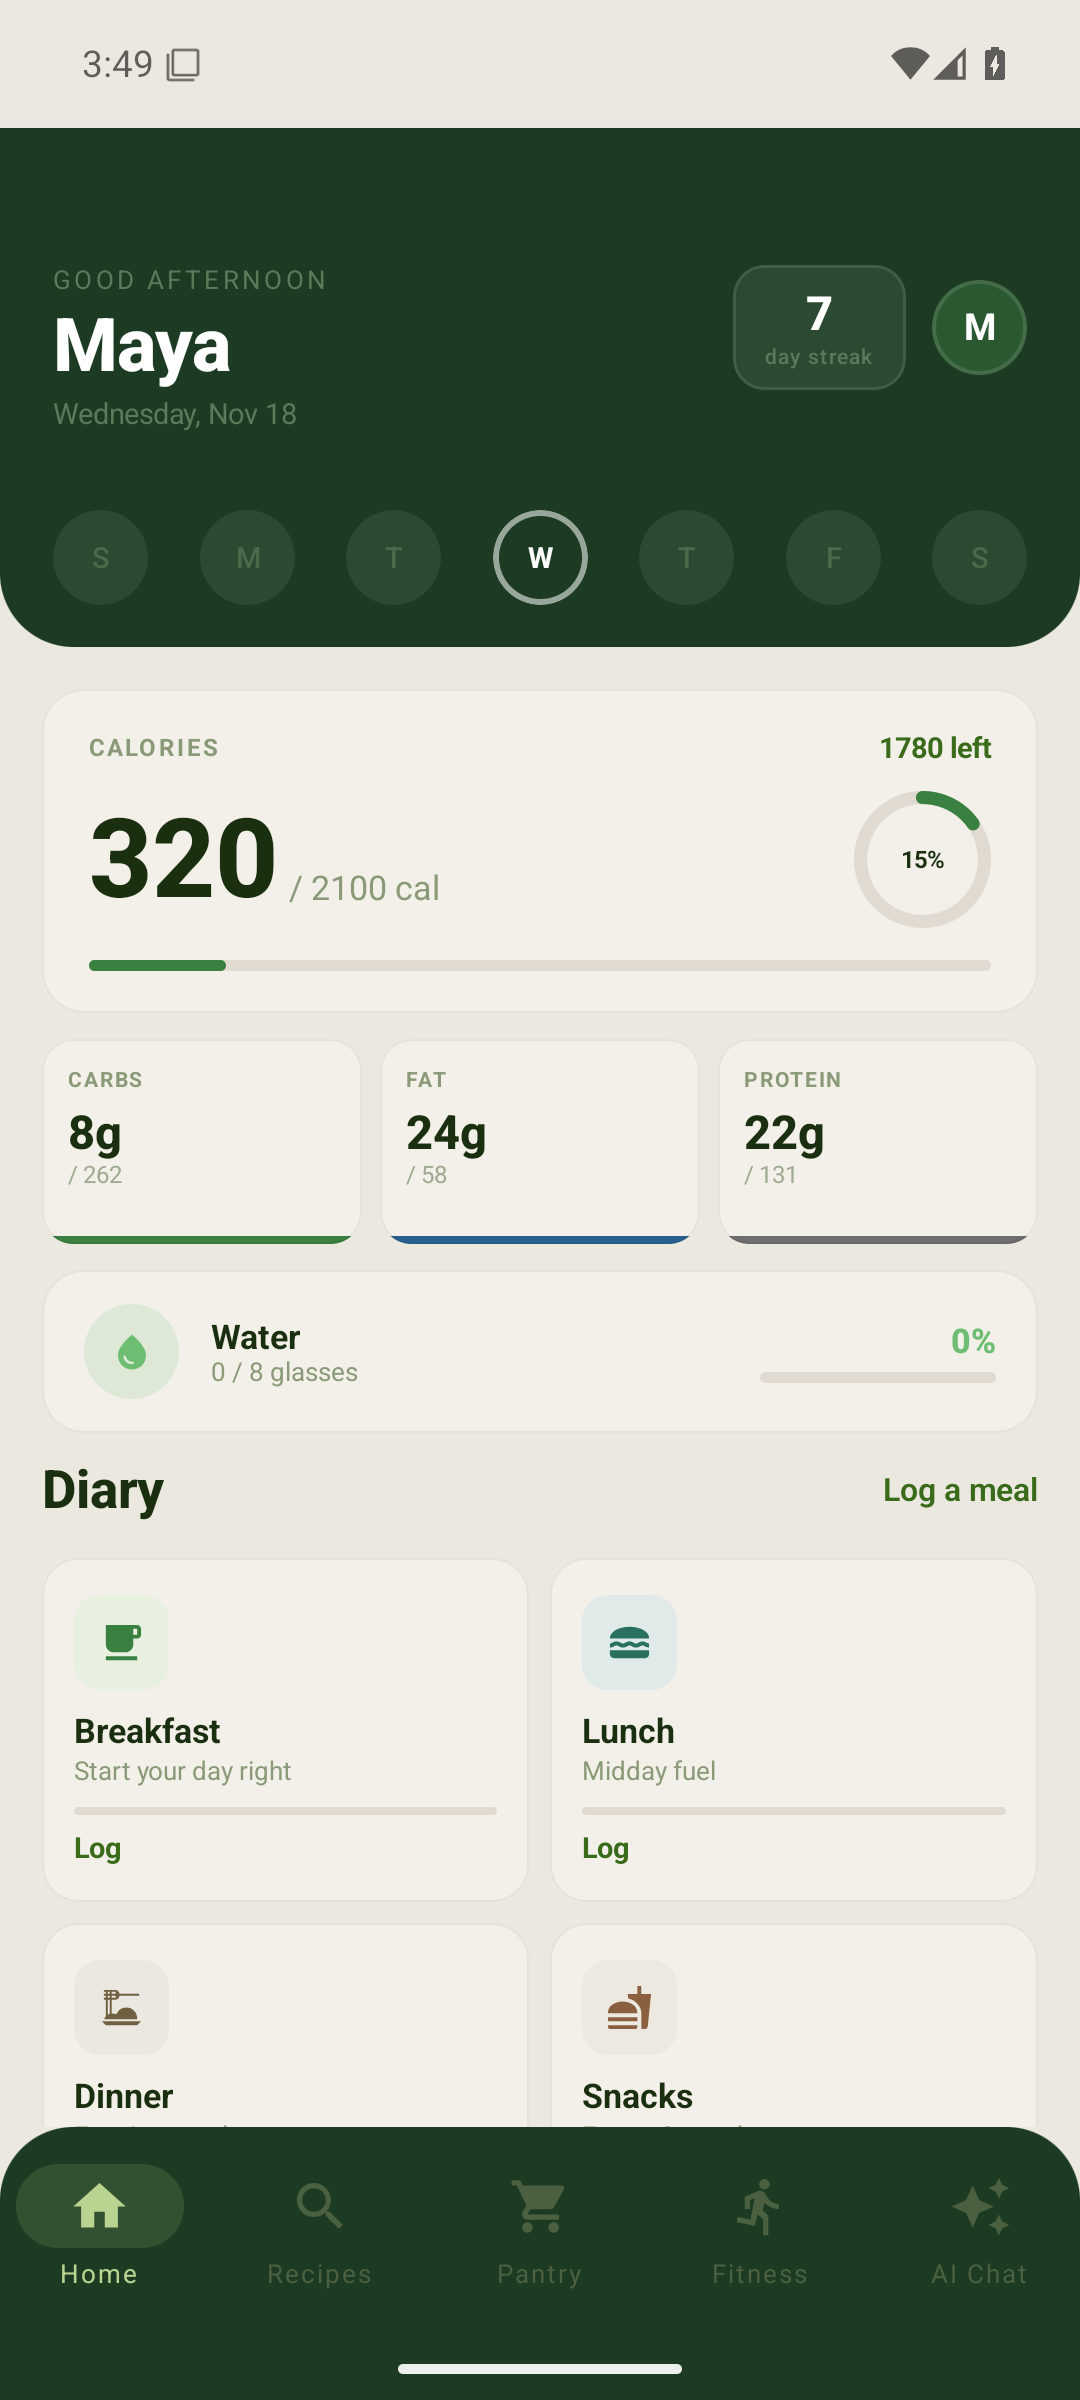 3:49
GOOD AFTERNOON
Maya
Wednesday, Nov 18
7
day streak
M
S M T W T F S
CALORIES
1780 left
320 / 2100 cal
15%
CARBS
8g
/ 262
FAT
24g
/ 58
PROTEIN
22g
/ 131
Water
0 / 8 glasses
0%
Diary
Log a meal
Breakfast
Start your day right
Log
Lunch
Midday fuel
Log
Dinner
Snacks
Home
Recipes
Pantry
Fitness
AI Chat